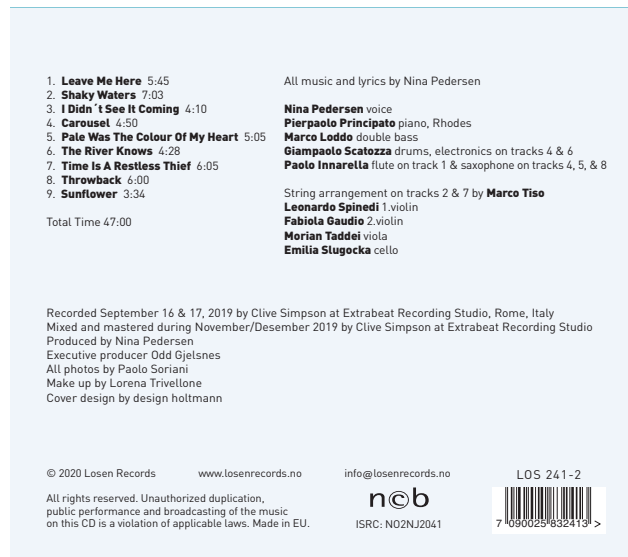 1. Leave Me Here 5:45
2. Shaky Waters 7:03
3. I Didn´t See It Coming 4:10
4. Carousel 4:50
5. Pale Was The Colour Of My Heart 5:05
6. The River Knows 4:28
7. Time Is A Restless Thief 6:05
8. Throwback 6:00
9. Sunflower 3:34
Total Time 47:00
All music and lyrics by Nina Pedersen
Nina Pedersen voice
Pierpaolo Principato piano, Rhodes
Marco Loddo double bass
Giampaolo Scatozza drums, electronics on tracks 4 & 6
Paolo Innarella flute on track 1 & saxophone on tracks 4, 5, & 8
String arrangement on tracks 2 & 7 by Marco Tiso
Leonardo Spinedi 1.violin
Fabiola Gaudio 2.violin
Morian Taddei viola
Emilia Slugocka cello
Recorded September 16 & 17, 2019 by Clive Simpson at Extrabeat Recording Studio, Rome, Italy
Mixed and mastered during November/Desember 2019 by Clive Simpson at Extrabeat Recording Studio
Produced by Nina Pedersen
Executive producer Odd Gjelsnes
All photos by Paolo Soriani
Make up by Lorena Trivellone
Cover design by design holtmann
© 2020 Losen Records www.losenrecords.no info@losenrecords.no LOS 241-2
All rights reserved. Unauthorized duplication,
public performance and broadcasting of the music
on this CD is a violation of applicable laws. Made in EU.
n©b
ISRC: NO2NJ2041
7 090025 832413 >